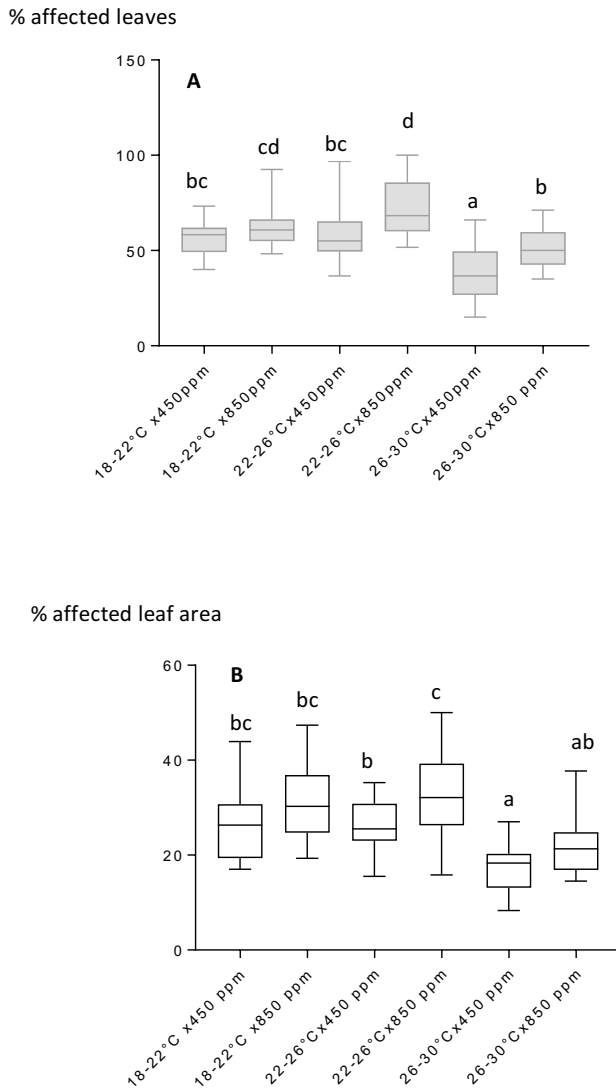 % affected leaves
150
A
d
cd
bc
bc
100
b
a
50
0
18-22°C x450ppm
18-22°C x850ppm
22-26°Cx450ppm
22-26°Cx850ppm
26-30°Cx450ppm
26-30°Cx850 ppm
% affected leaf area
60
B
c
bc
bc
ab
b
40
a
20
0
18-22°C x450 ppm
18-22°C x850 ppm
22-26°Cx450 ppm
22-26°Cx850 ppm
26-30°Cx450 ppm
26-30°Cx850 ppm